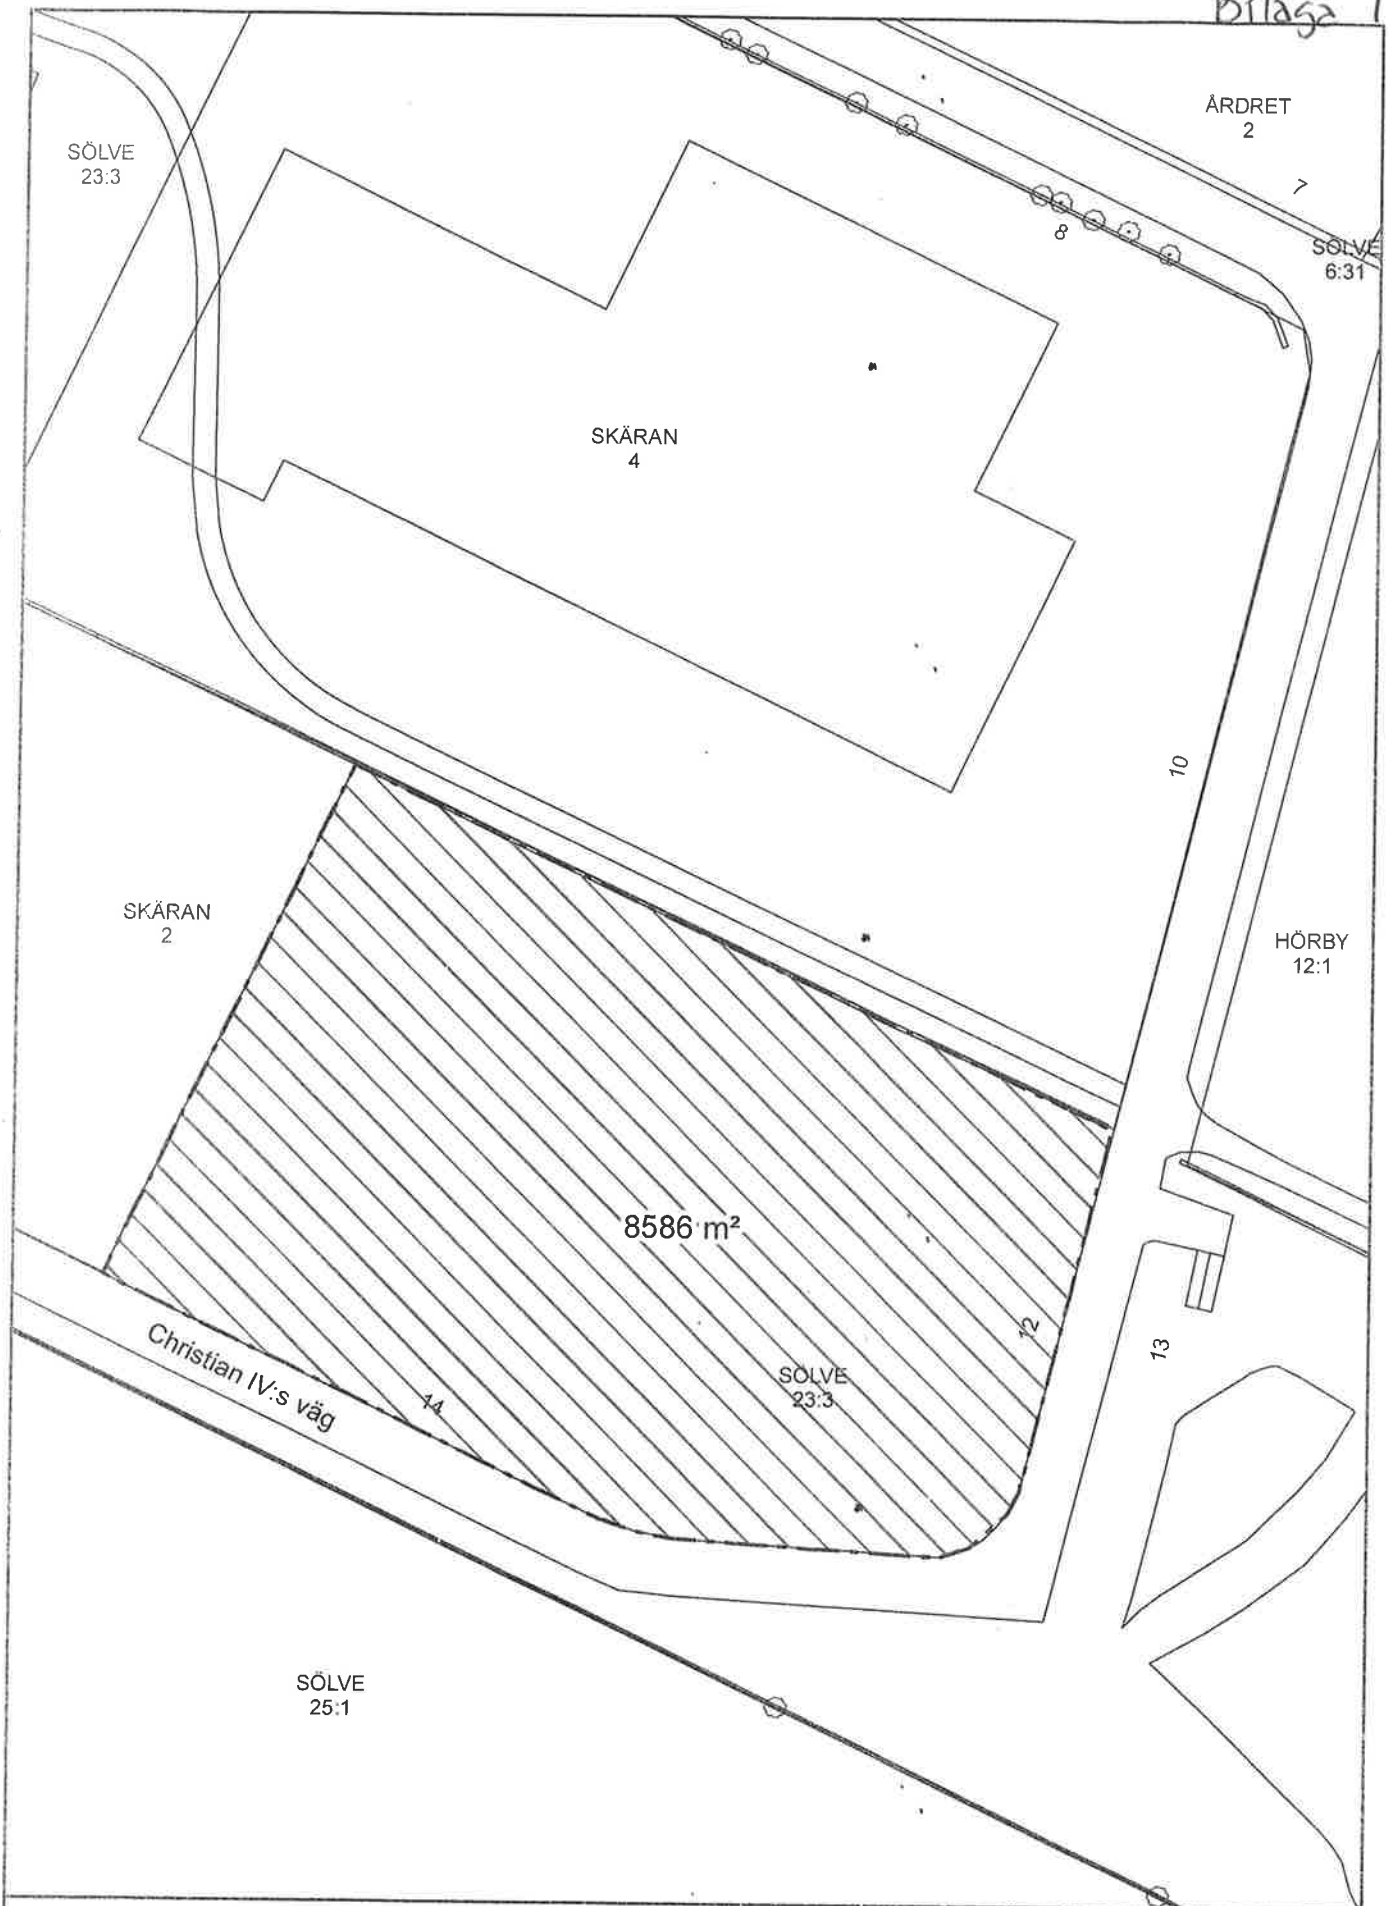 Bilaga 1
ÅRDRET
2
SÖLVE
23:3
7
8
SÖLVE
6:31
SKÄRAN
4
10
SKÄRAN
2
HÖRBY
12:1
8586 m²
12
13
Christian IV:s väg
14
SÖLVE
23:3
SÖLVE
25:1